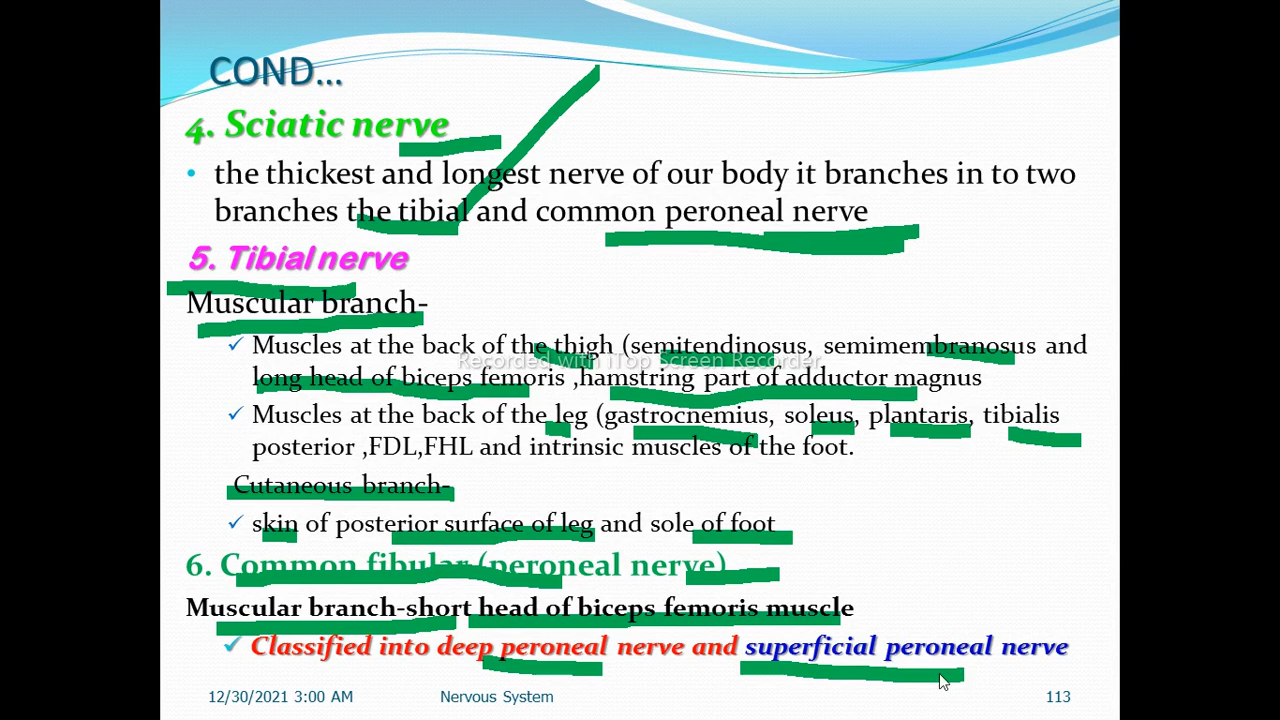 COND...
4. Sciatic nerve
• the thickest and longest nerve of our body it branches in to two
branches the tibial and common peroneal nerve
5. Tibial nerve
Muscular branch-
✓ Muscles at the back of the thigh (semitendinosus, semimembranosus and
Recorded with iTop Screen Recorder
long head of biceps femoris ,hamstring part of adductor magnus
✓ Muscles at the back of the leg (gastrocnemius, soleus, plantaris, tibialis
posterior ,FDL,FHL and intrinsic muscles of the foot.
Cutaneous branch-
✓ skin of posterior surface of leg and sole of foot
6. Common fibular (peroneal nerve)
Muscular branch-short head of biceps femoris muscle
✓ Classified into deep peroneal nerve and superficial peroneal nerve
12/30/2021 3:00 AM Nervous System 113